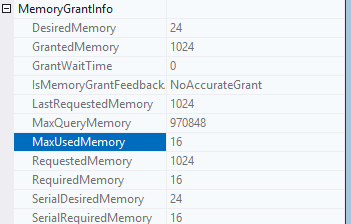 MemoryGrantInfo
DesiredMemory 24
GrantedMemory 1024
GrantWaitTime 0
IsMemoryGrantFeedback. NoAccurateGrant
LastRequestedMemory 1024
MaxQueryMemory 970848
MaxUsedMemory 16
RequestedMemory 1024
RequiredMemory 16
SerialDesiredMemory 24
SerialRequiredMemory 16